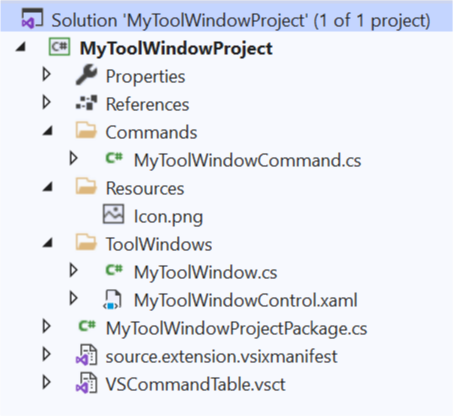 Solution 'MyToolWindowProject' (1 of 1 project)
C# MyToolWindowProject
Properties
References
Commands
C# MyToolWindowCommand.cs
Resources
Icon.png
ToolWindows
C# MyToolWindow.cs
MyToolWindowControl.xaml
C# MyToolWindowProjectPackage.cs
source.extension.vsixmanifest
VSCommandTable.vsct